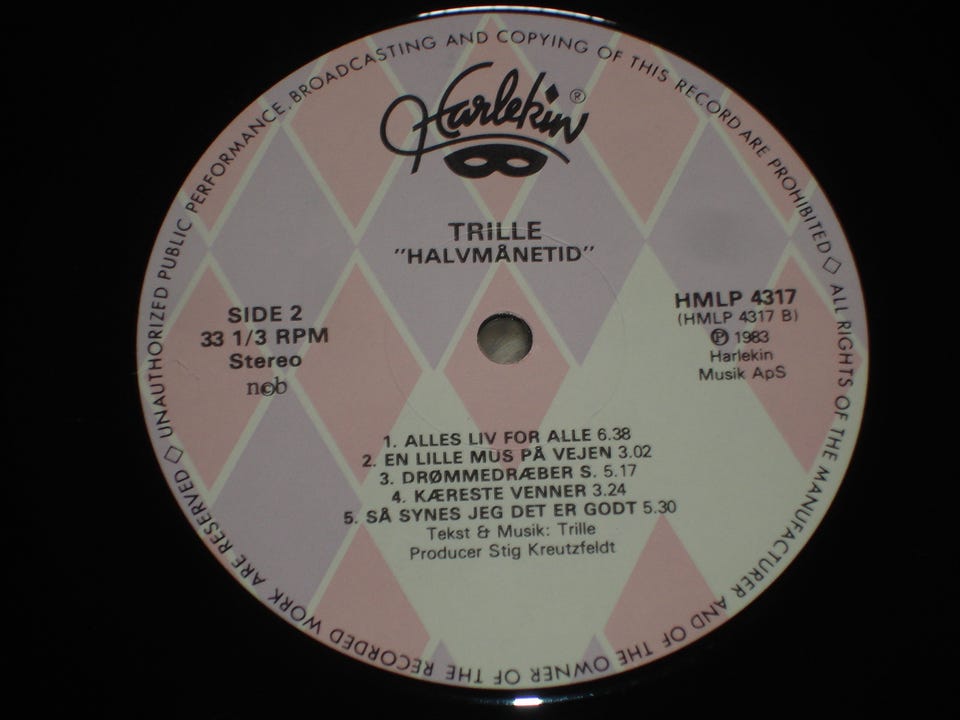 UNAUTHORIZED PUBLIC PERFORMANCE, BROADCASTING AND COPYING OF THIS RECORD ARE PROHIBITED ◇ ALL RIGHTS OF THE MANUFACTURER AND OF THE OWNER OF THE RECORDED WORK ARE RESERVED ◇
Harlekin ®
TRILLE
"HALVMÅNETID"
SIDE 2
33 1/3 RPM
Stereo
ncb
HMLP 4317
(HMLP 4317 B)
℗ 1983
Harlekin
Musik ApS
1. ALLES LIV FOR ALLE 6.38
2. EN LILLE MUS PÅ VEJEN 3.02
3. DRØMMEDRÆBER S. 5.17
4. KÆRESTE VENNER 3.24
5. SÅ SYNES JEG DET ER GODT 5.30
Tekst & Musik: Trille
Producer Stig Kreutzfeldt